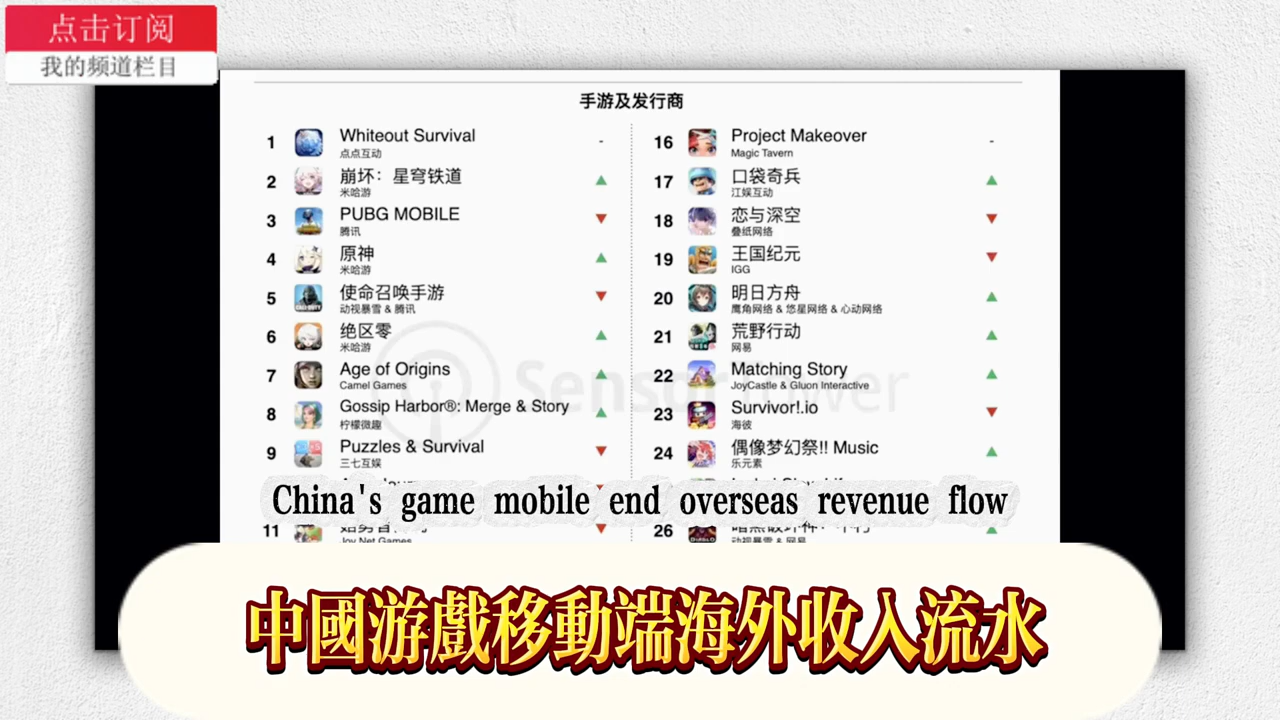 点击订阅
我的频道栏目
手游及发行商
1 Whiteout Survival -
点点互动
2 崩坏：星穹铁道
米哈游
3 PUBG MOBILE
腾讯
4 原神
米哈游
5 使命召唤手游
动视暴雪 & 腾讯
6 绝区零
米哈游
7 Age of Origins
Camel Games
8 Gossip Harbor®: Merge & Story
柠檬微趣
9 Puzzles & Survival
三七互娱
11
Joy Net Games
16 Project Makeover -
Magic Tavern
17 口袋奇兵
江娱互动
18 恋与深空
叠纸网络
19 王国纪元
IGG
20 明日方舟
鹰角网络 & 悠星网络 & 心动网络
21 荒野行动
网易
22 Matching Story
JoyCastle & Gluon Interactive
23 Survivor!.io
海彼
24 偶像梦幻祭!! Music
乐元素
26
动视暴雪 & 网易
SensorTower
China's game mobile end overseas revenue flow
中國游戲移動端海外收入流水